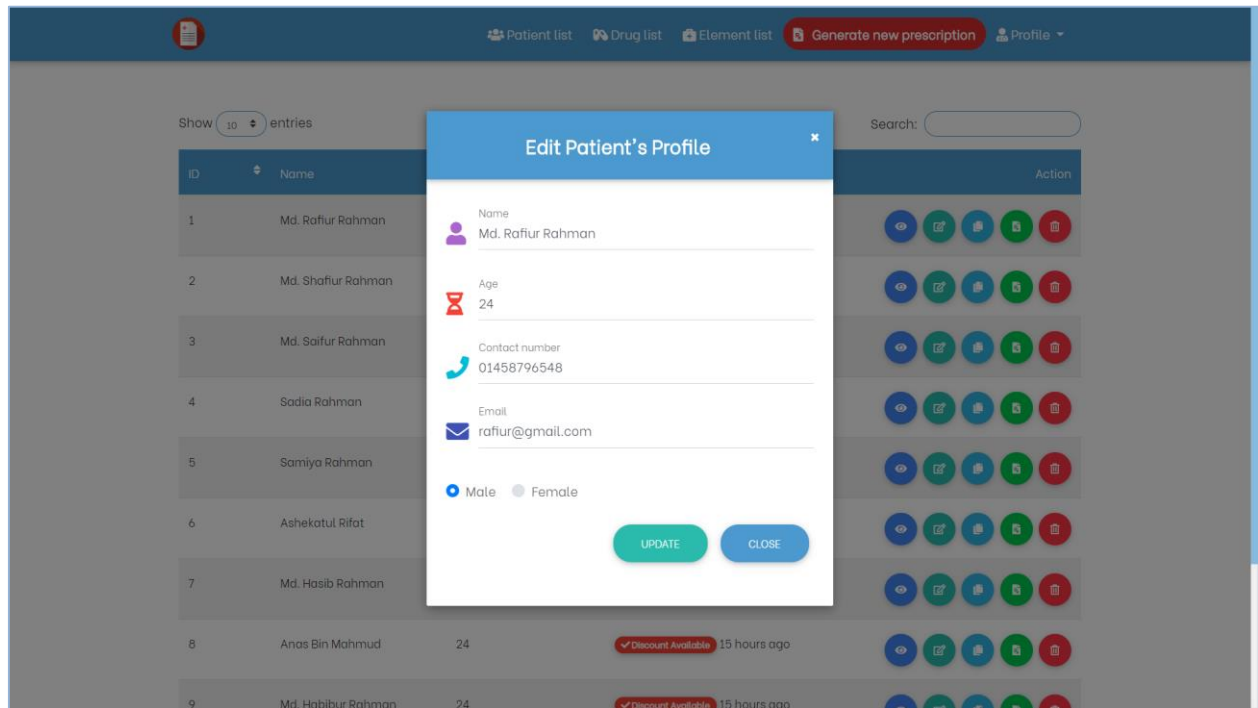 Patient list Drug list Element list Generate new prescription Profile
Show 10 entries
Search:
ID Name Action
1 Md. Rafiur Rahman
2 Md. Shafiur Rahman
3 Md. Saifur Rahman
4 Sadia Rahman
5 Samiya Rahman
6 Ashekatul Rifat
7 Md. Hasib Rahman
8 Anas Bin Mahmud 24 Discount Available 15 hours ago
9 Md. Habibur Rahman 24 Discount Available 15 hours ago
Edit Patient's Profile
Name
Md. Rafiur Rahman
Age
24
Contact number
01458796548
Email
rafiur@gmail.com
Male Female
UPDATE CLOSE